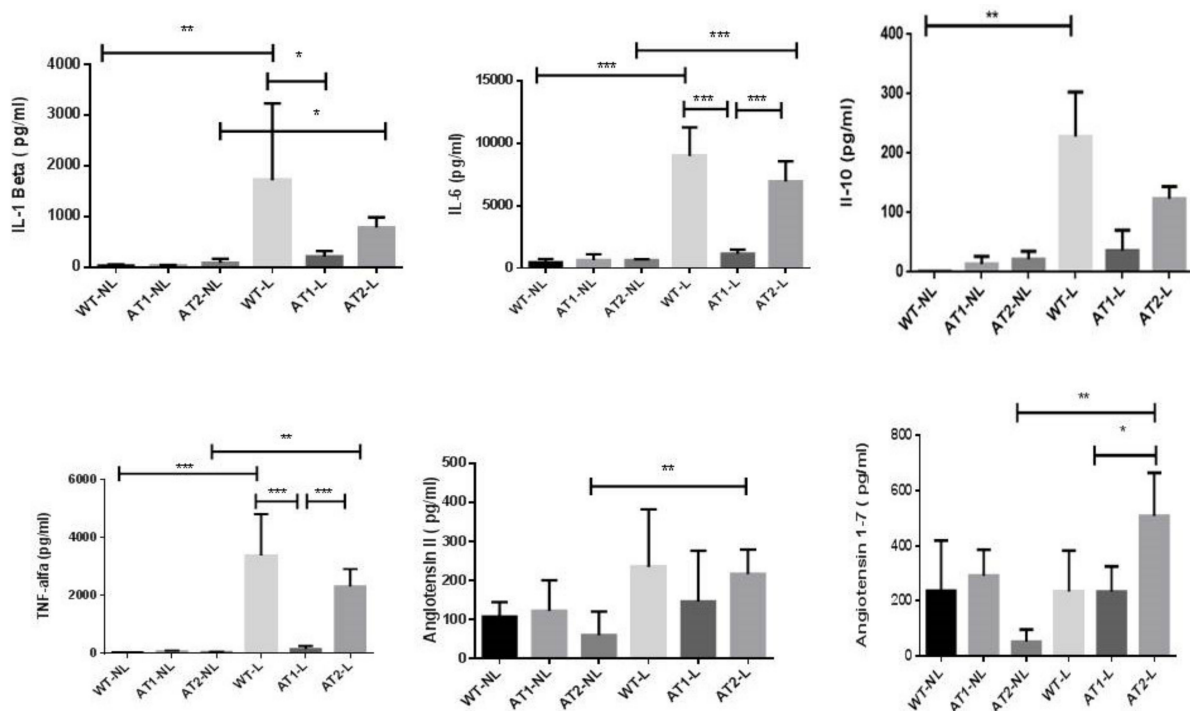 **
*
*
IL-1 Beta ( pg/ml)
4000
3000
2000
1000
0
WT-NL
AT1-NL
AT2-NL
WT-L
AT1-L
AT2-L
***
***
***
***
IL-6 (pg/ml)
15000
10000
5000
0
WT-NL
AT1-NL
AT2-NL
WT-L
AT1-L
AT2-L
**
Il-10 (pg/ml)
400
300
200
100
0
WT-NL
AT1-NL
AT2-NL
WT-L
AT1-L
AT2-L
**
***
***
***
TNF-alfa (pg/ml)
6000
4000
2000
0
WT-NL
AT1-NL
AT2-NL
WT-L
AT1-L
AT2-L
**
Angiotensin II ( pg/ml)
500
400
300
200
100
0
WT-NL
AT1-NL
AT2-NL
WT-L
AT1-L
AT2-L
**
*
Angiotensin 1-7 ( pg/ml)
800
600
400
200
0
WT-NL
AT1-NL
AT2-NL
WT-L
AT1-L
AT2-L